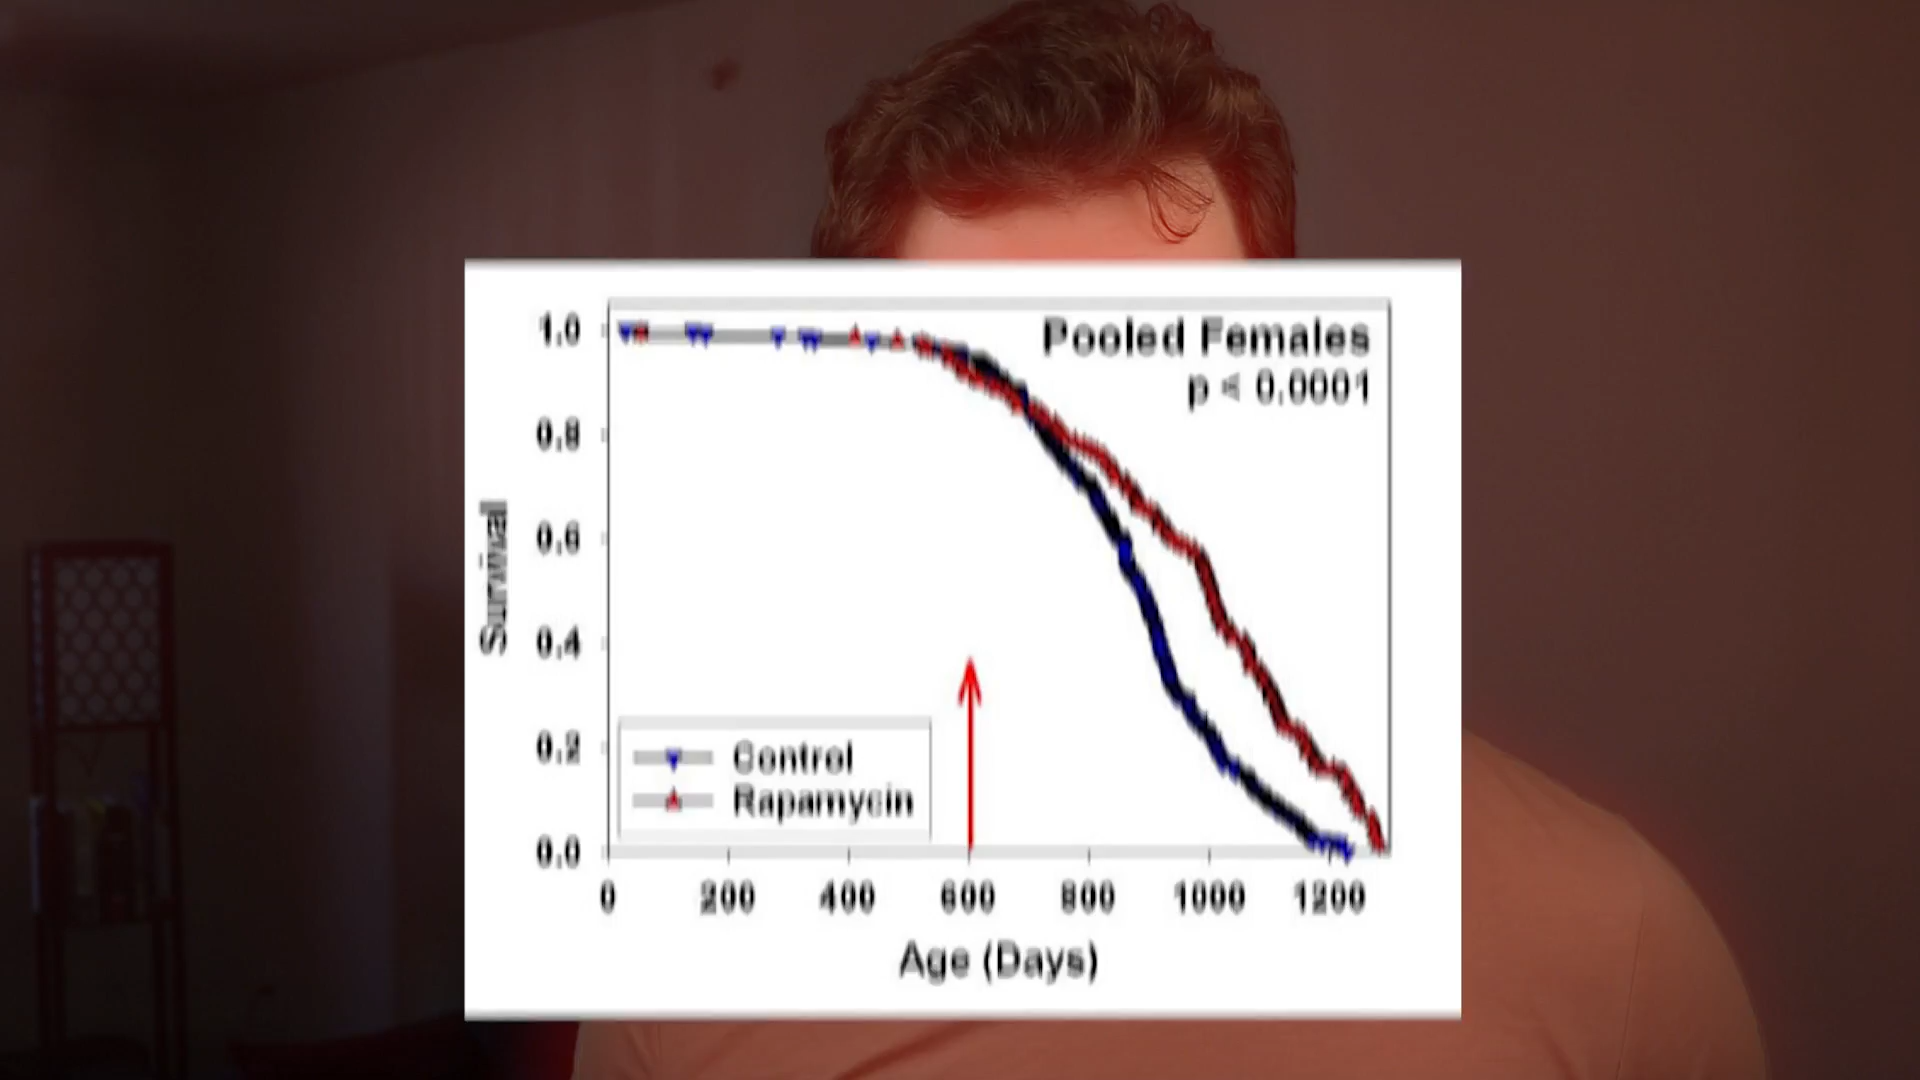 Pooled Females
p < 0.0001
1.0
0.8
0.6
0.4
0.2
0.0
Survival
Control
Rapamycin
0 200 400 600 800 1000 1200
Age (Days)